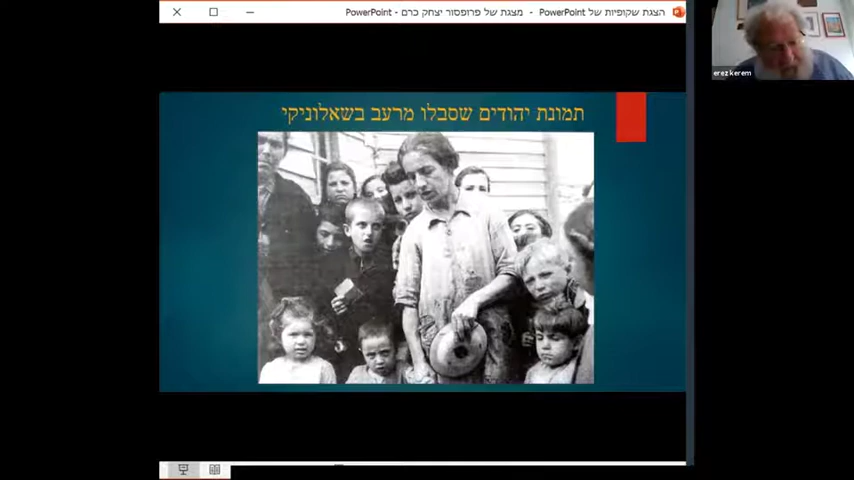 הצגת שקופיות של PowerPoint - מצגת של פרופסור יצחק כרם - PowerPoint
erez kerem
תמונת יהודים שסבלו מרעב בשאלוניקי